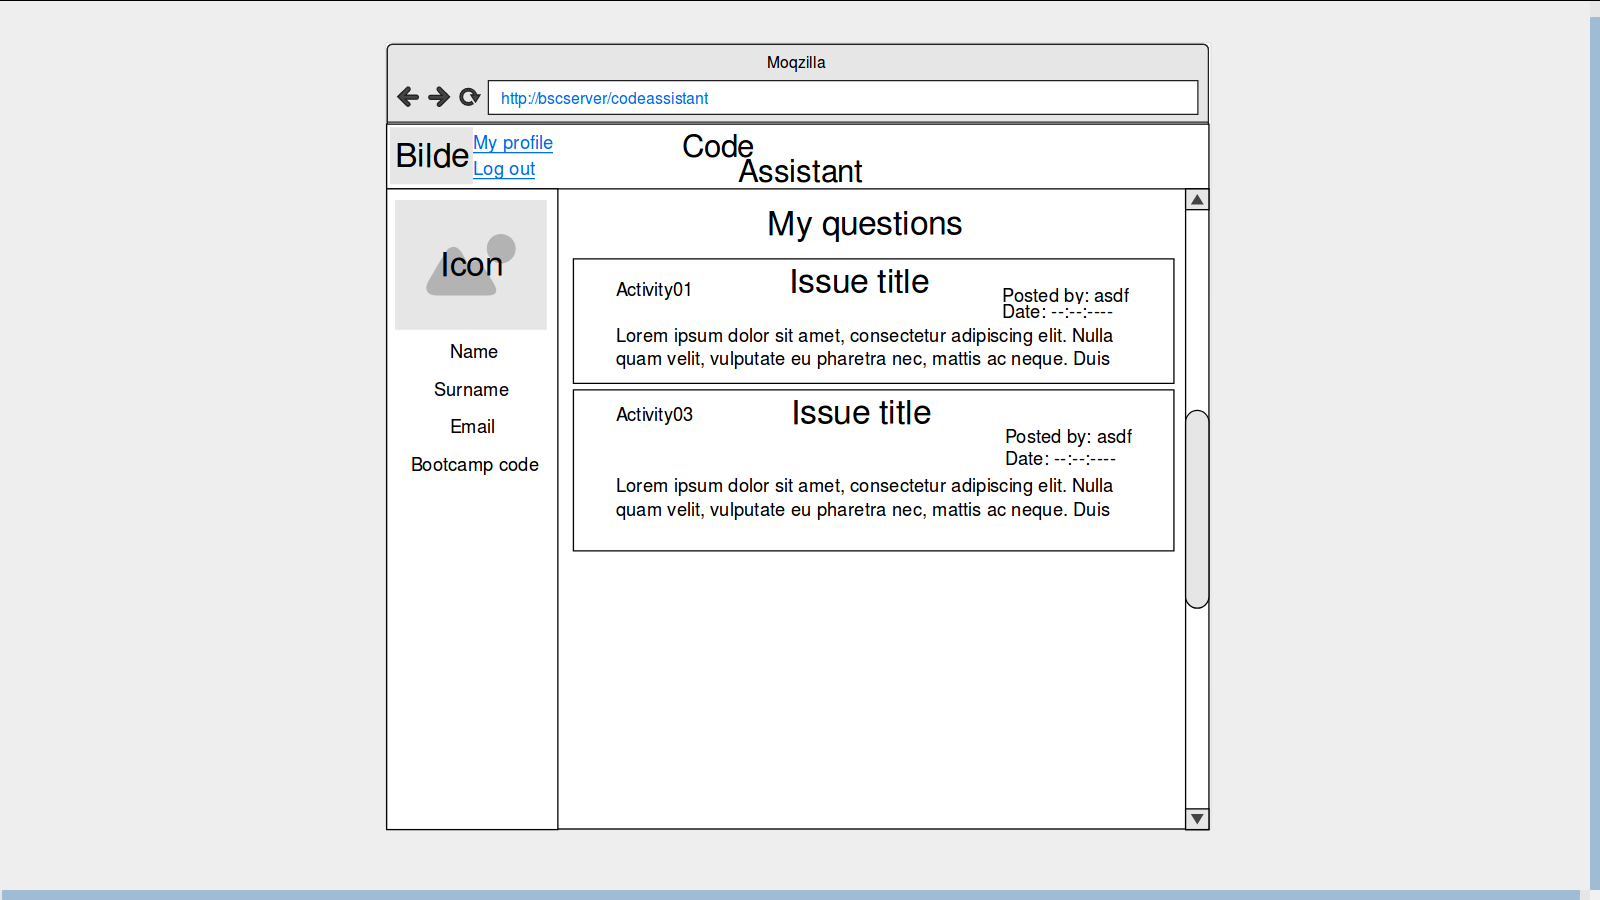 Moqzilla
http://bscserver/codeassistant
Bilde
My profile
Log out
Code
Assistant
Icon
Name
Surname
Email
Bootcamp code
My questions
Activity01
Issue title
Posted by: asdf
Date: --:--:----
Lorem ipsum dolor sit amet, consectetur adipiscing elit. Nulla
quam velit, vulputate eu pharetra nec, mattis ac neque. Duis
Activity03
Issue title
Posted by: asdf
Date: --:--:----
Lorem ipsum dolor sit amet, consectetur adipiscing elit. Nulla
quam velit, vulputate eu pharetra nec, mattis ac neque. Duis